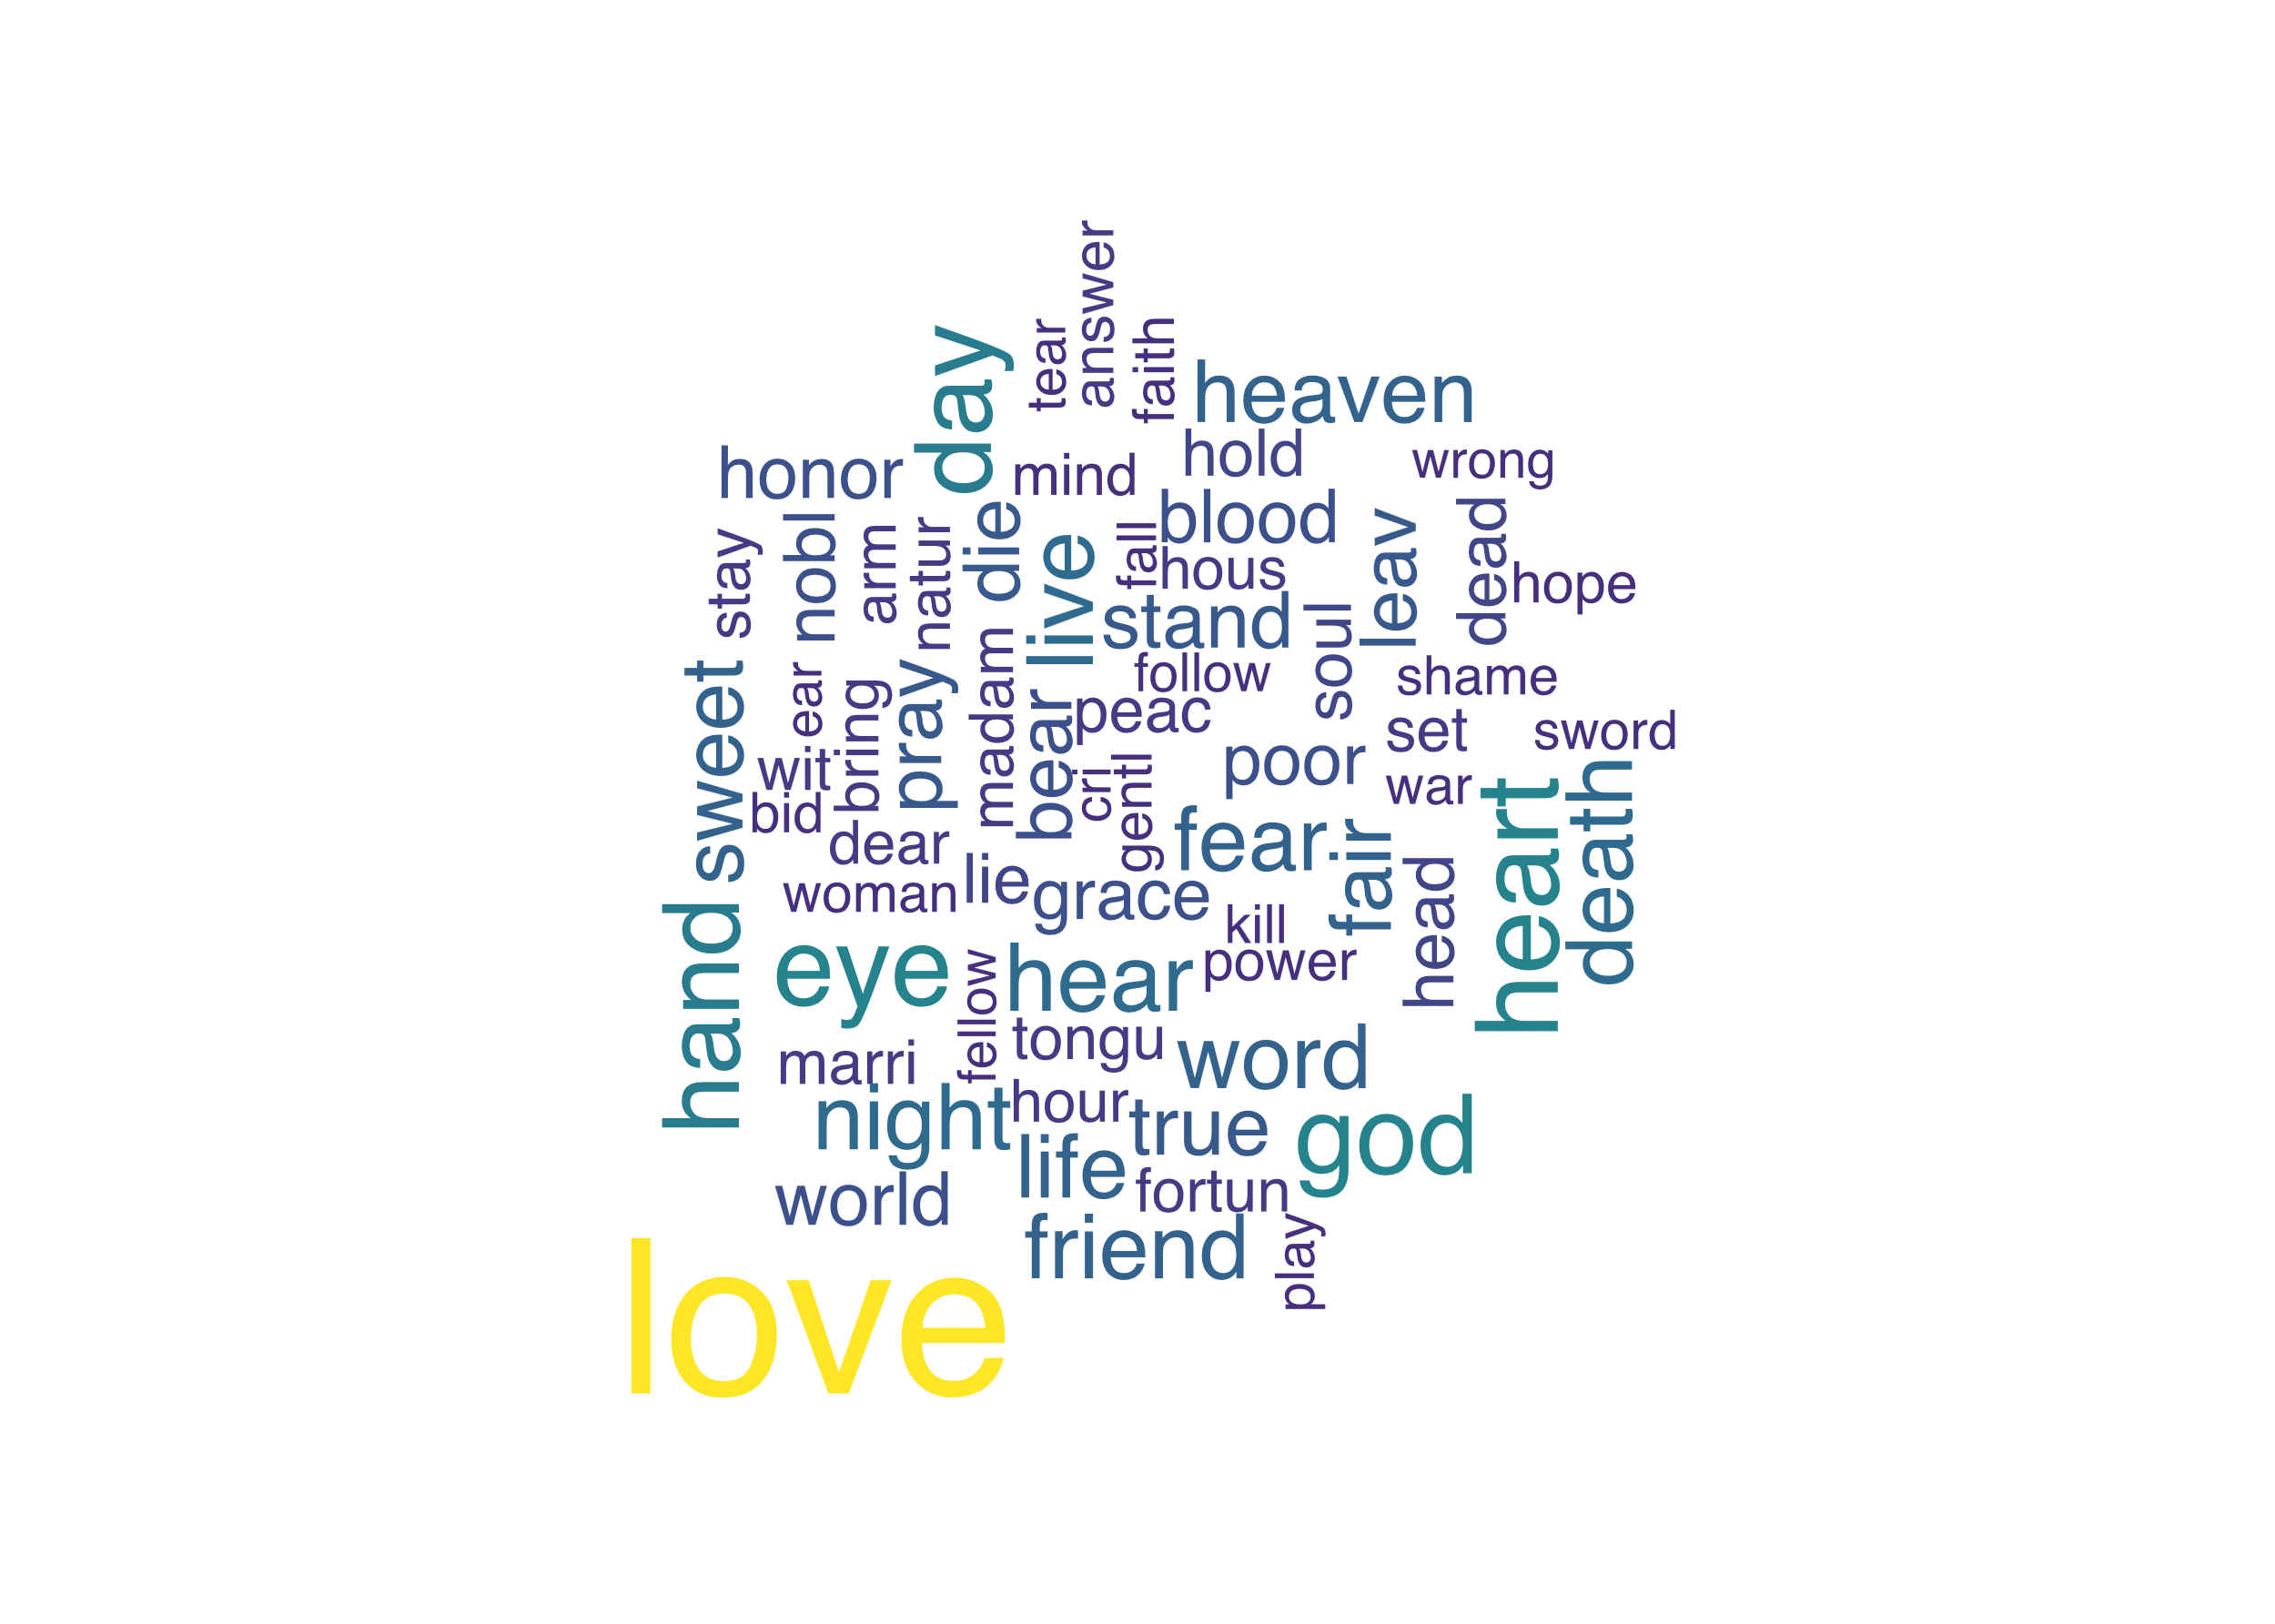 answer
tear
faith
day
heaven
honor
mind
hold
wrong
blood
die
nobl
arm
natur
stay
fall
hous
leav
dead
hope
live
stand
soul
follow
shame
sweet
ear
bring
pray
madam
bear
peac
set
sword
wit
cri
gentl
poor
war
bid
dear
fear
fair
heart
death
woman
lie
grace
kill
head
hand
eye
fellow
hear
power
tongu
word
marri
night
hour
true
god
life
world
fortun
friend
play
love